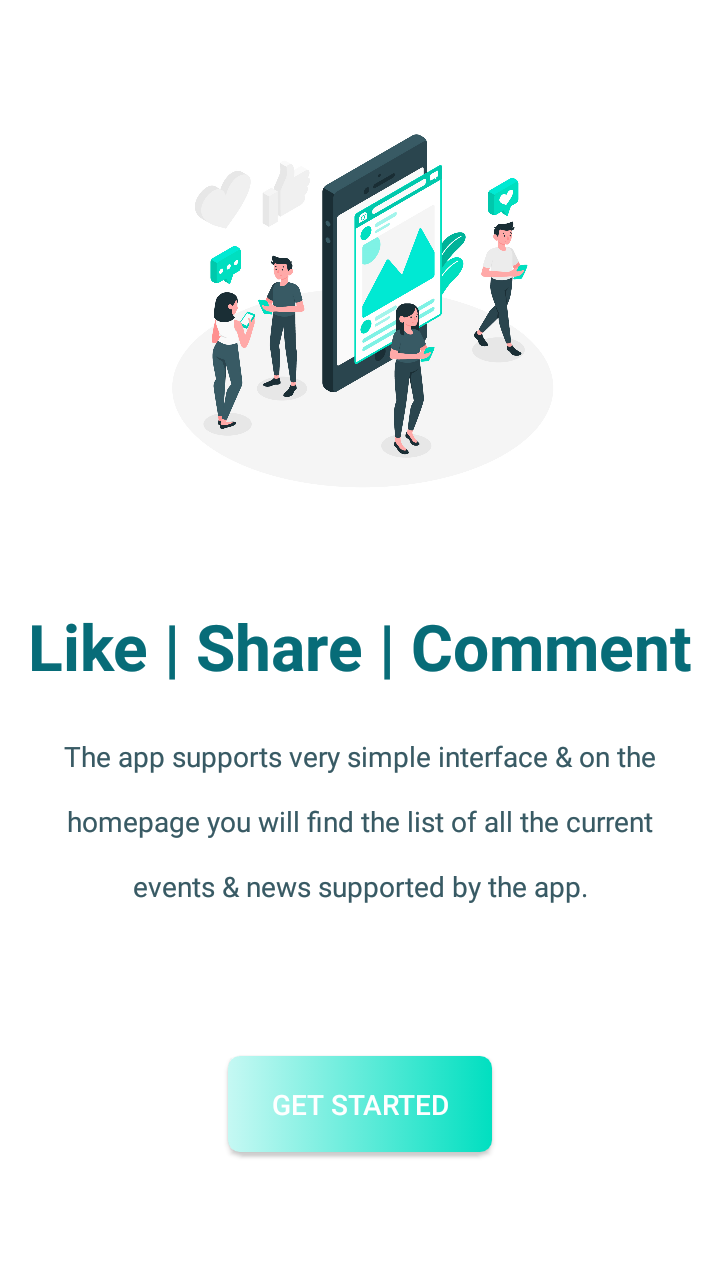 Like | Share | Comment
The app supports very simple interface & on the
homepage you will find the list of all the current
events & news supported by the app.
GET STARTED